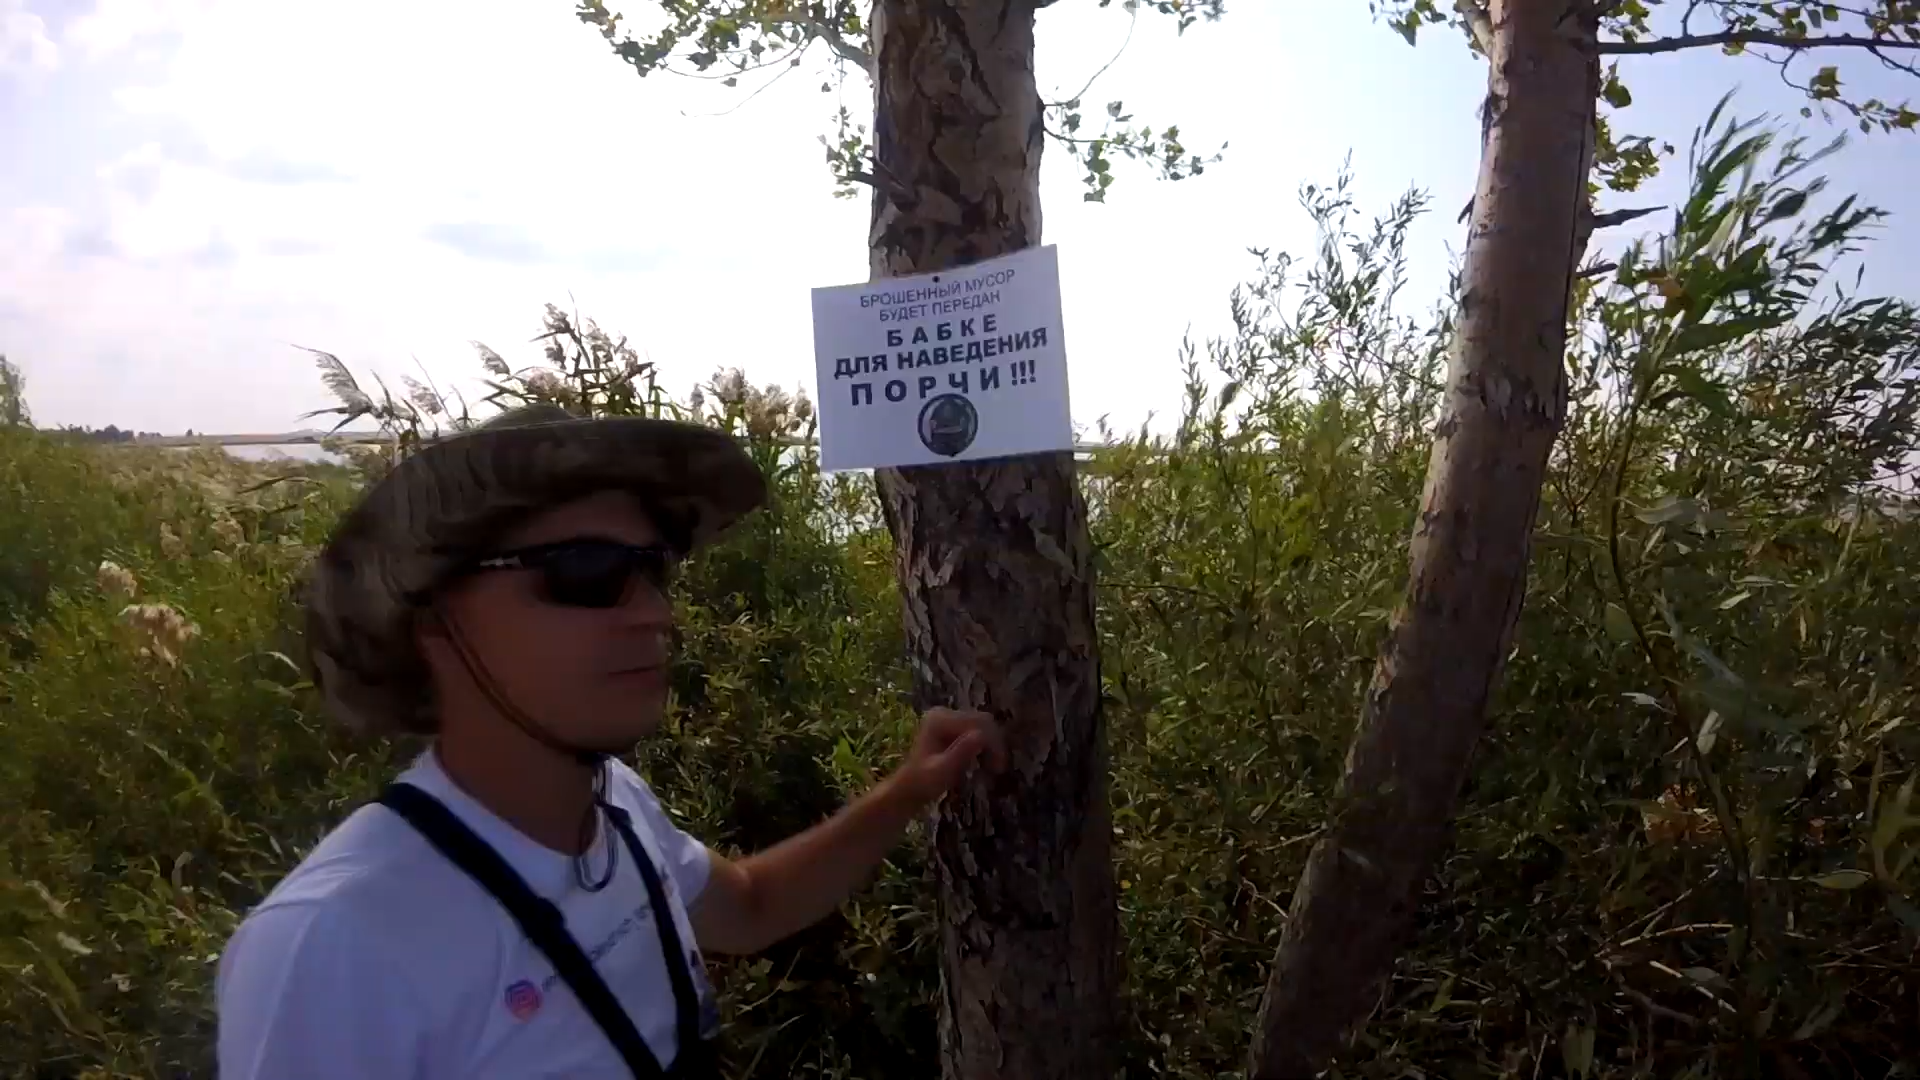 БРОШЕННЫЙ МУСОР
БУДЕТ ПЕРЕДАН
БАБКЕ
ДЛЯ НАВЕДЕНИЯ
ПОРЧИ!!!